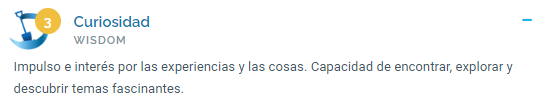 3
Curiosidad
WISDOM
Impulso e interés por las experiencias y las cosas. Capacidad de encontrar, explorar y
descubrir temas fascinantes.